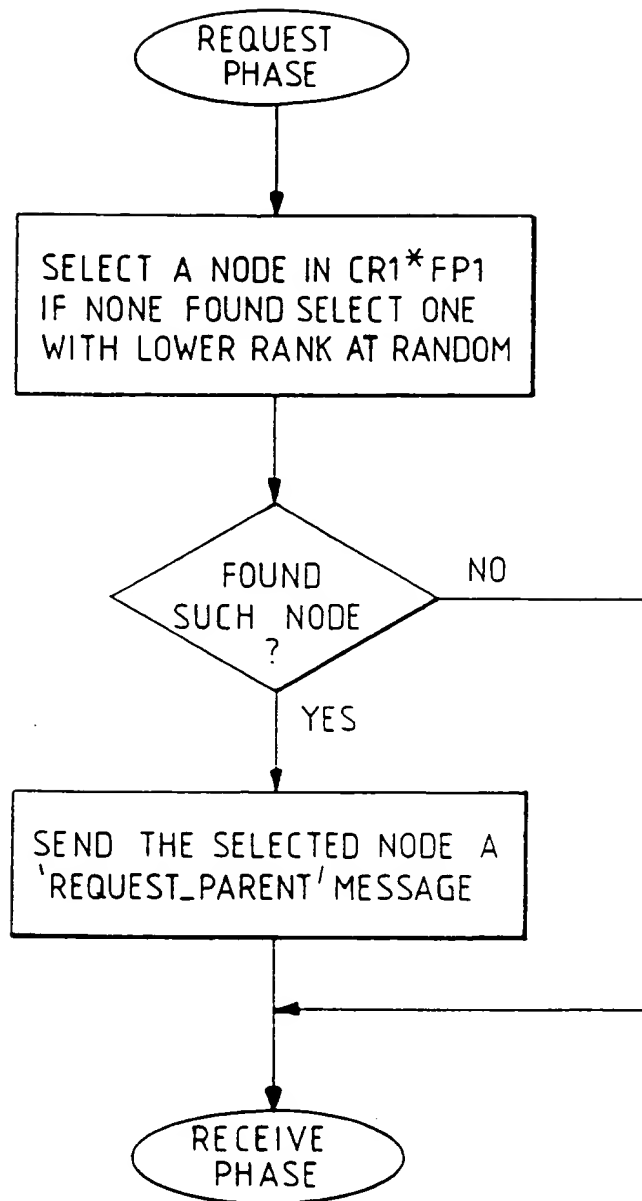 REQUEST
PHASE
SELECT A NODE IN CR1*FP1
IF NONE FOUND SELECT ONE
WITH LOWER RANK AT RANDOM
FOUND
SUCH NODE
?
NO
YES
SEND THE SELECTED NODE A
'REQUEST_PARENT' MESSAGE
RECEIVE
PHASE